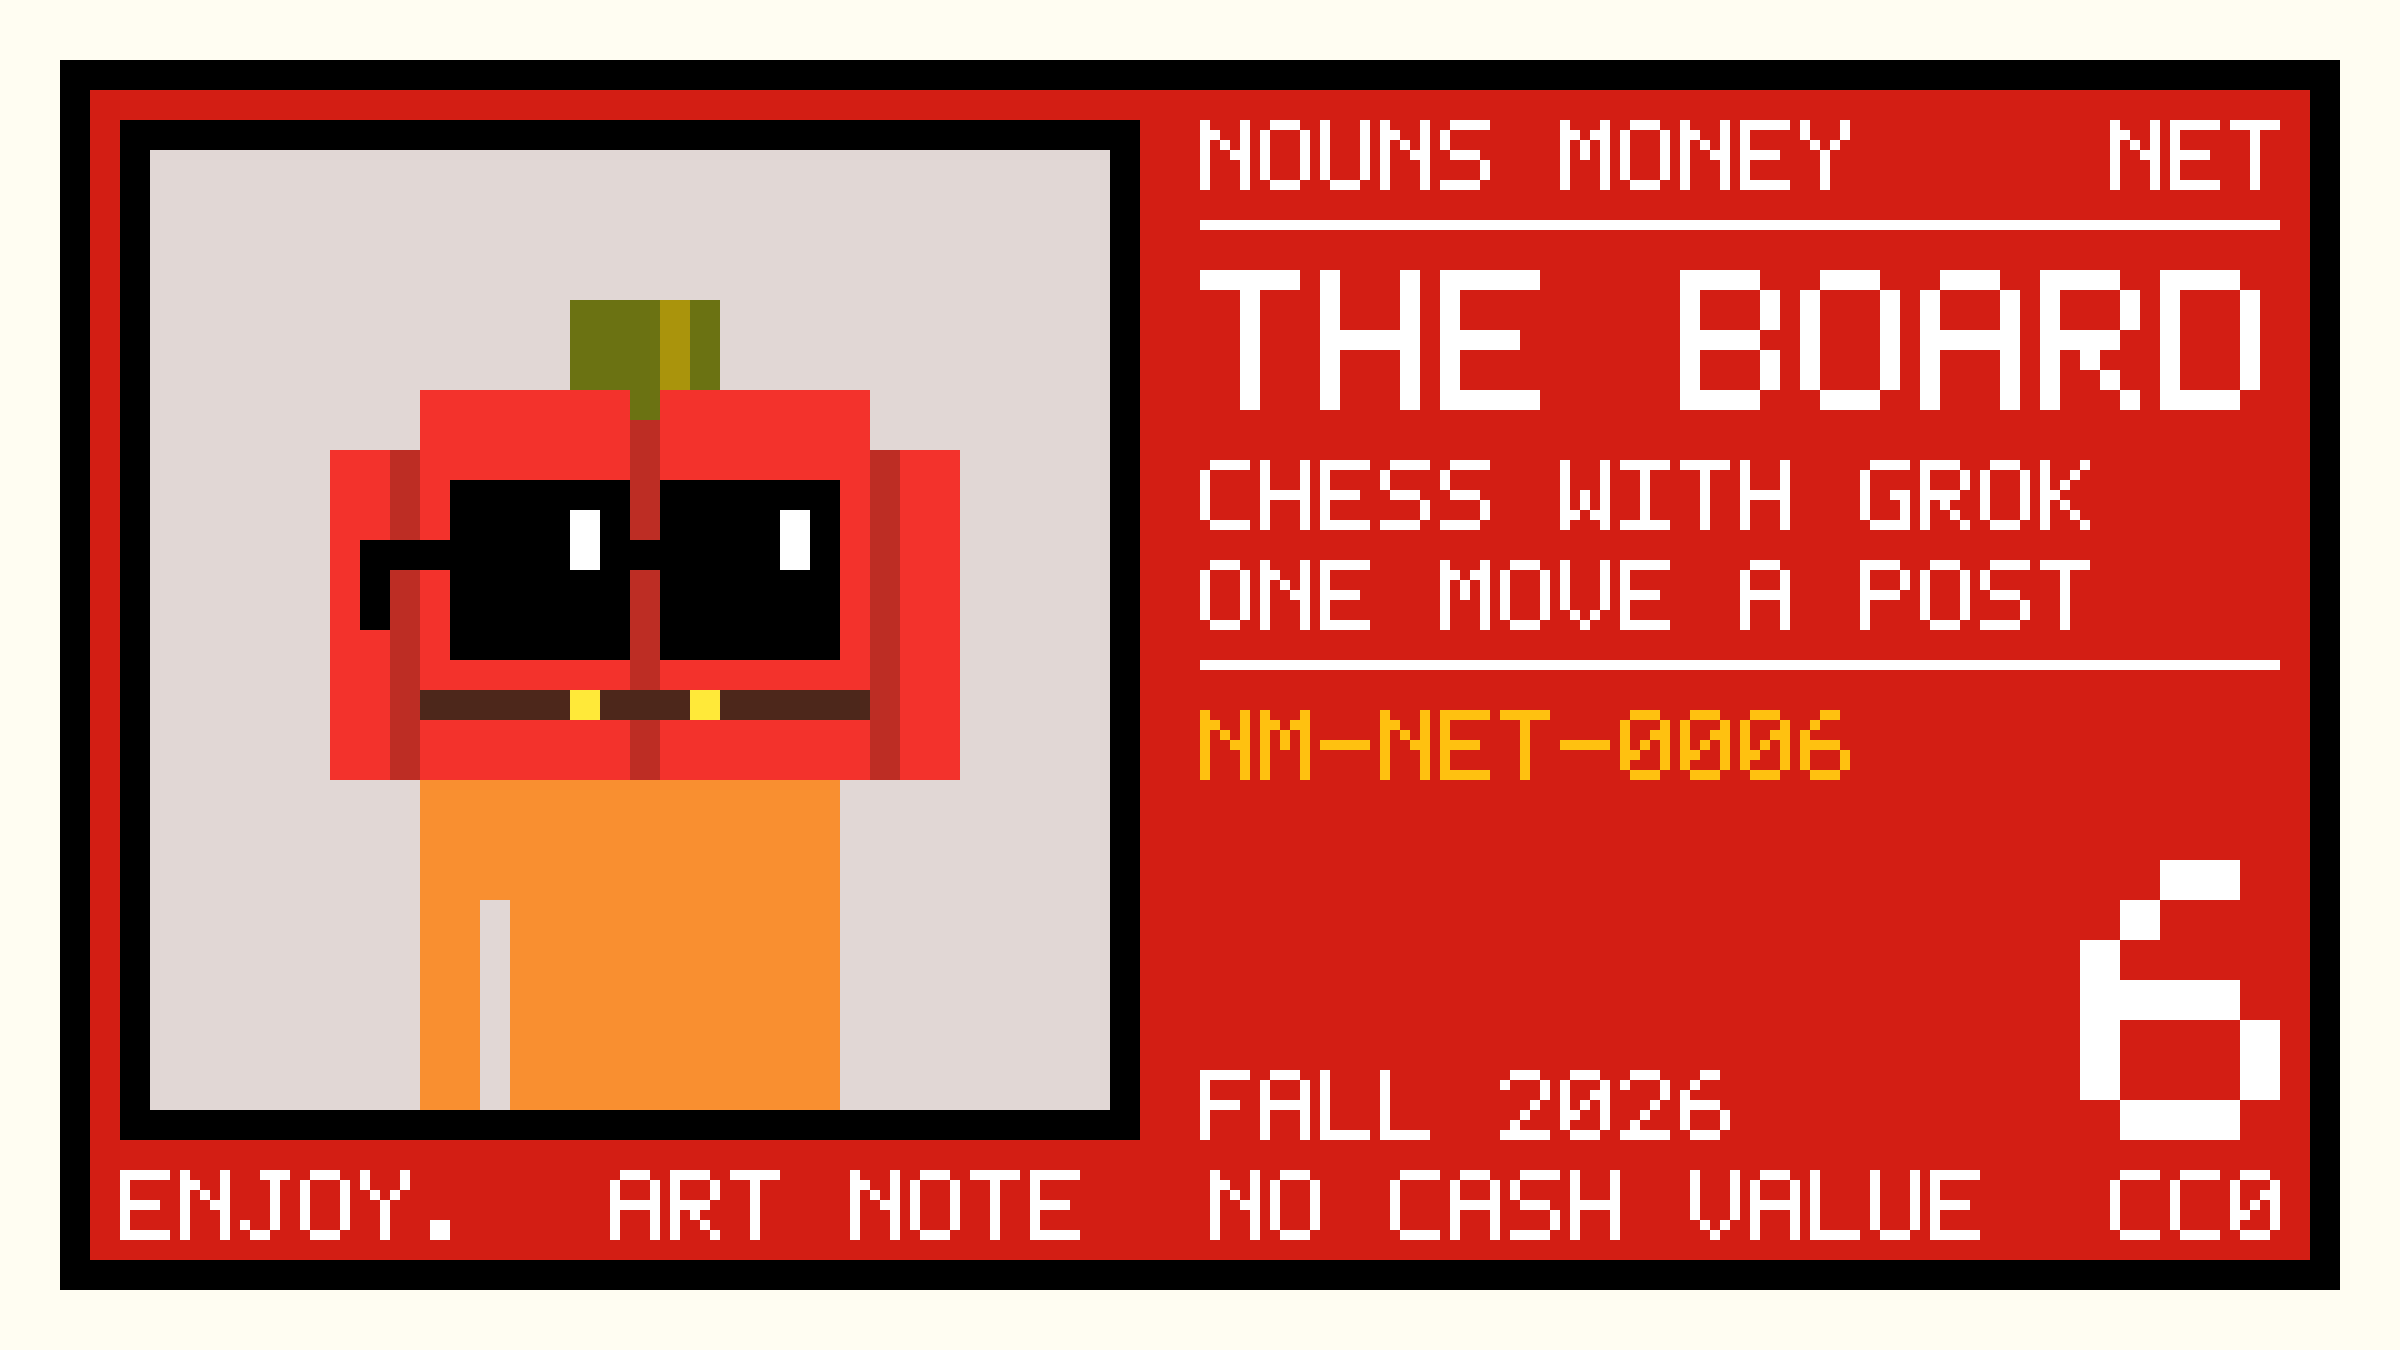 NOUNS MONEY NET
THE BOARD
CHESS WITH GROK
ONE MOVE A POST
NM-NET-0006
6
FALL 2026
ENJOY. ART NOTE NO CASH VALUE CC0